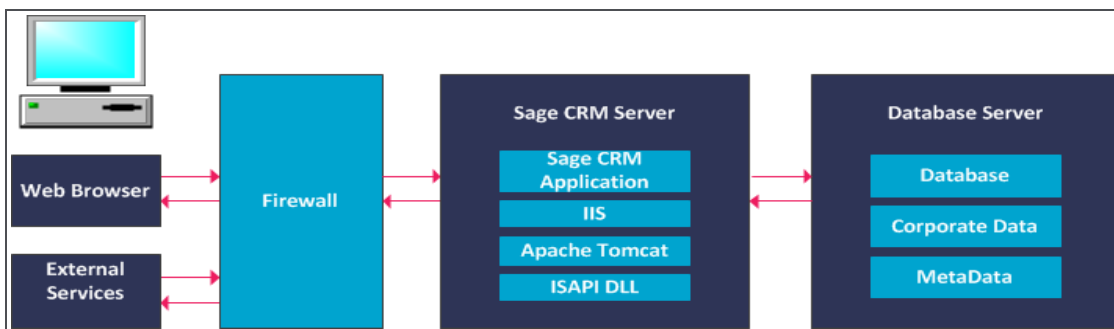 Web Browser
External
Services
Firewall
Sage CRM Server
Sage CRM
Application
IIS
Apache Tomcat
ISAPI DLL
Database Server
Database
Corporate Data
MetaData